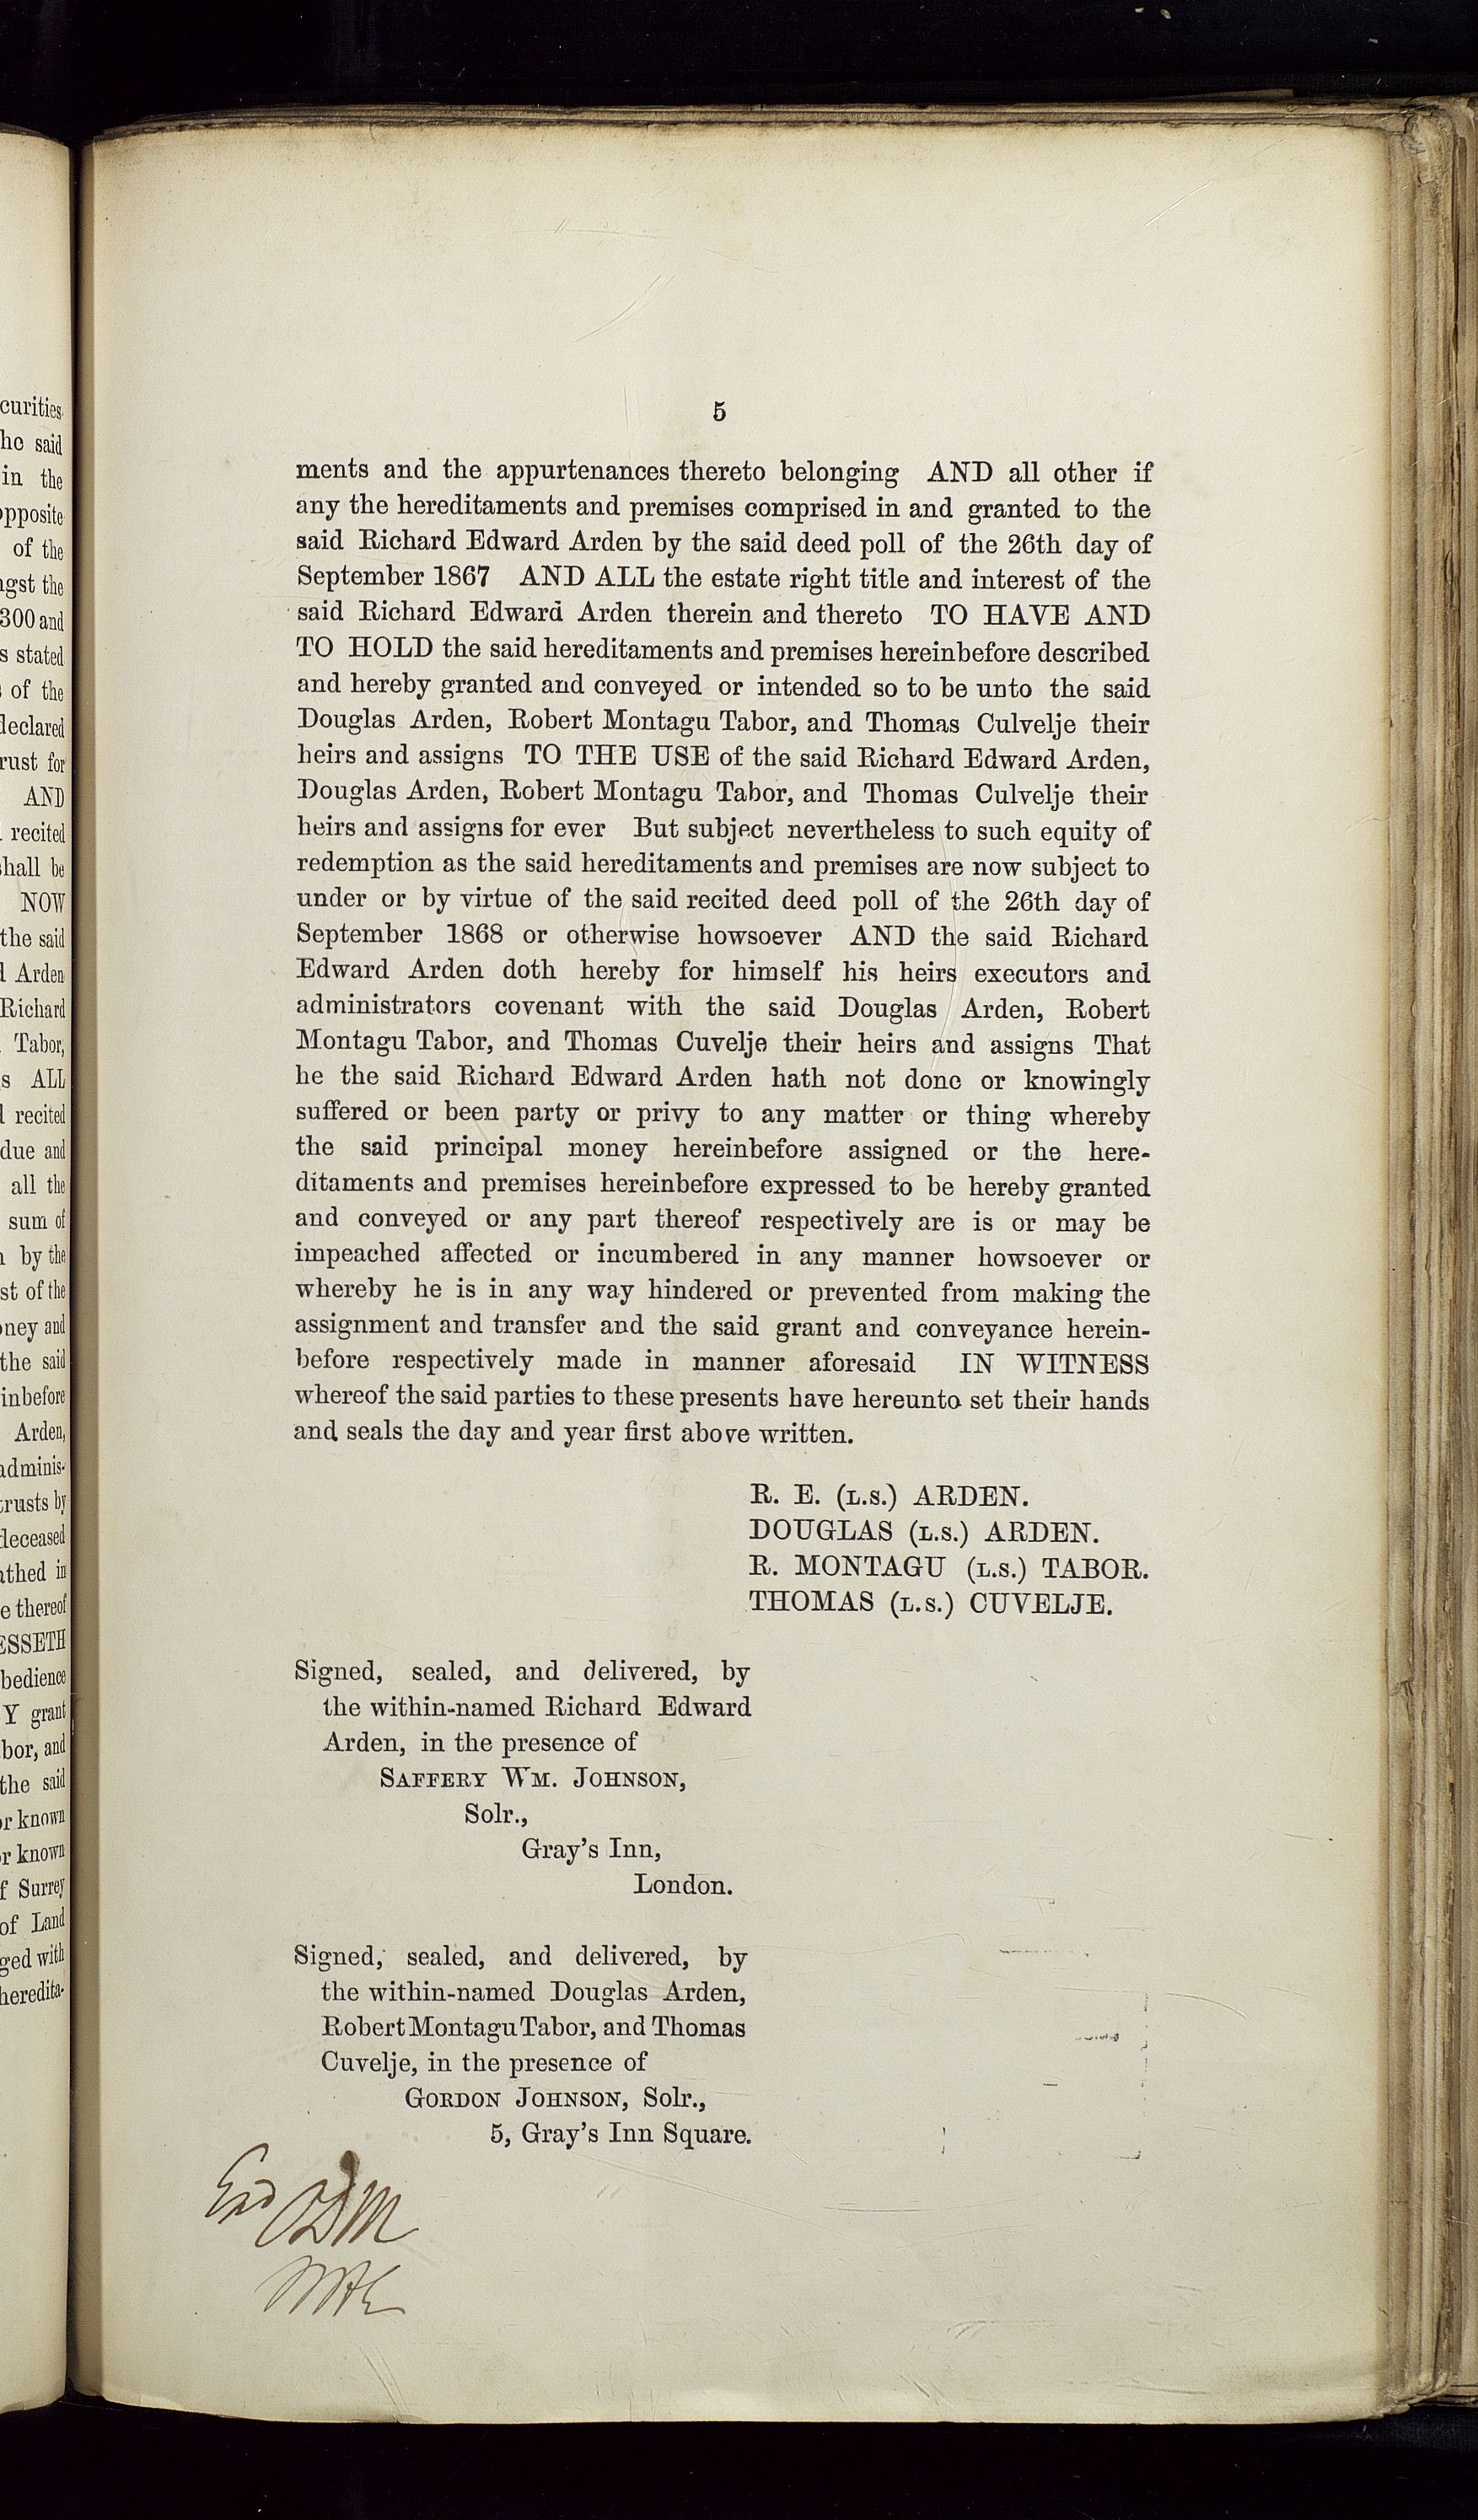 5
ments and the appurtenances thereto belonging AND all other if
any the hereditaments and premises comprised in and granted to the
said Richard Edward Arden by the said deed poll of the 26th day of
September 1867 AND ALL the estate right title and interest of the
said Richard Edward Arden therein and thereto TO HAVE AND
TO HOLD the said hereditaments and premises hereinbefore described
and hereby granted and conveyed or intended so to be unto the said
Douglas Arden, Robert Montagu Tabor, and Thomas Culvelje their
heirs and assigns TO THE USE of the said Richard Edward Arden,
Douglas Arden, Robert Montagu Tabor, and Thomas Culvelje their
heirs and assigns for ever But subject nevertheless to such equity of
redemption as the said hereditaments and premises are now subject to
under or by virtue of the said recited deed poll of the 26th day of
September 1868 or otherwise howsoever AND the said Richard
Edward Arden doth hereby for himself his heirs executors and
administrators covenant with the said Douglas Arden, Robert
Montagu Tabor, and Thomas Cuvelje their heirs and assigns That
he the said Richard Edward Arden hath not done or knowingly
suffered or been party or privy to any matter or thing whereby
the said principal money hereinbefore assigned or the here-
ditaments and premises hereinbefore expressed to be hereby granted
and conveyed or any part thereof respectively are is or may be
impeached affected or incumbered in any manner howsoever or
whereby he is in any way hindered or prevented from making the
assignment and transfer and the said grant and conveyance herein-
before respectively made in manner aforesaid IN WITNESS
whereof the said parties to these presents have hereunto set their hands
and seals the day and year first above written.
R. E. (L.S.) ARDEN.
DOUGLAS (L.S.) ARDEN.
R. MONTAGU (L.S.) TABOR.
THOMAS (L.S.) CUVELJE.
Signed, sealed, and delivered, by
the within-named Richard Edward
Arden, in the presence of
SAFFERY WM. JOHNSON,
Solr.,
Gray's Inn,
London.
Signed, sealed, and delivered, by
the within-named Douglas Arden,
Robert Montagu Tabor, and Thomas
Cuvelje, in the presence of
GORDON JOHNSON, Solr.,
5, Gray's Inn Square.